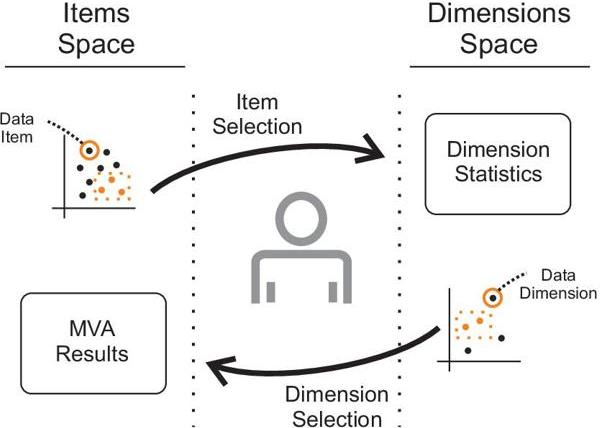 Items
Space
Dimensions
Space
Data
Item
Item
Selection
Dimension
Statistics
MVA
Results
Data
Dimension
Dimension
Selection